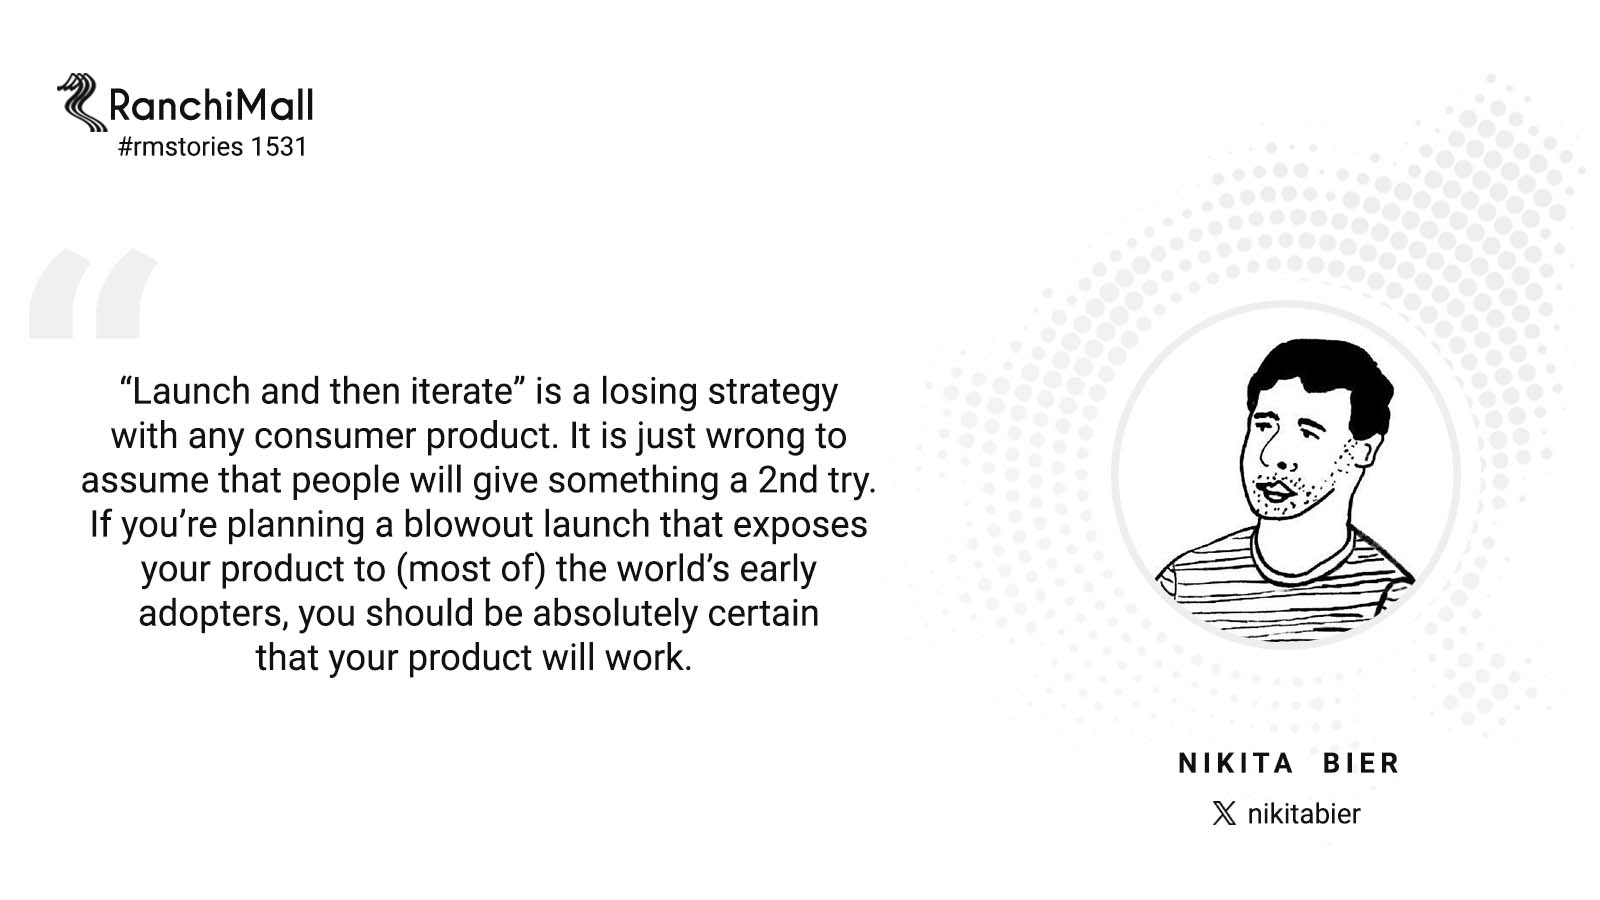 RanchiMall
#rmstories 1531
“Launch and then iterate” is a losing strategy
with any consumer product. It is just wrong to
assume that people will give something a 2nd try.
If you’re planning a blowout launch that exposes
your product to (most of) the world’s early
adopters, you should be absolutely certain
that your product will work.
NIKITA BIER
X nikitabier